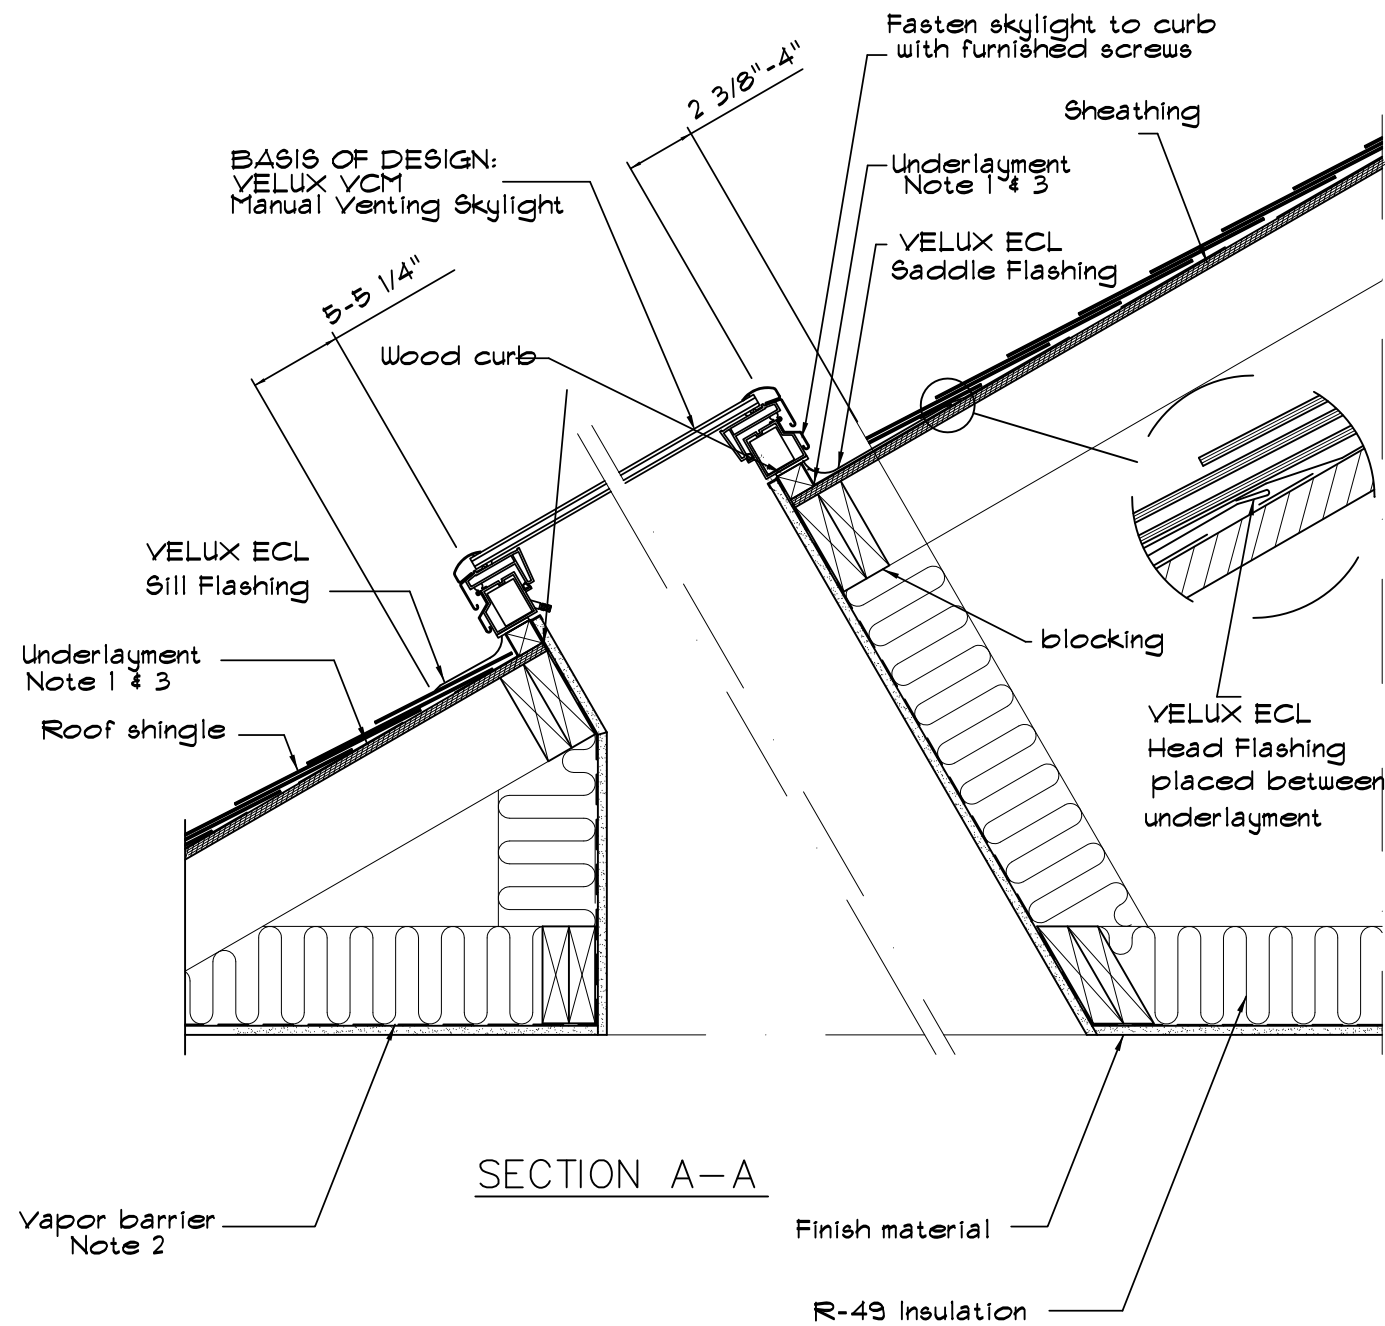 Fasten skylight to curb
with furnished screws
2 3/8"-4"
Sheathing
BASIS OF DESIGN:
VELUX VCM
Manual Venting Skylight
Underlayment
Note 1 & 3
VELUX ECL
Saddle Flashing
5-5 1/4"
Wood curb
VELUX ECL
Sill Flashing
Underlayment
Note 1 & 3
Roof shingle
blocking
VELUX ECL
Head Flashing
placed between
underlayment
SECTION A-A
Vapor barrier
Note 2
Finish material
R-49 Insulation